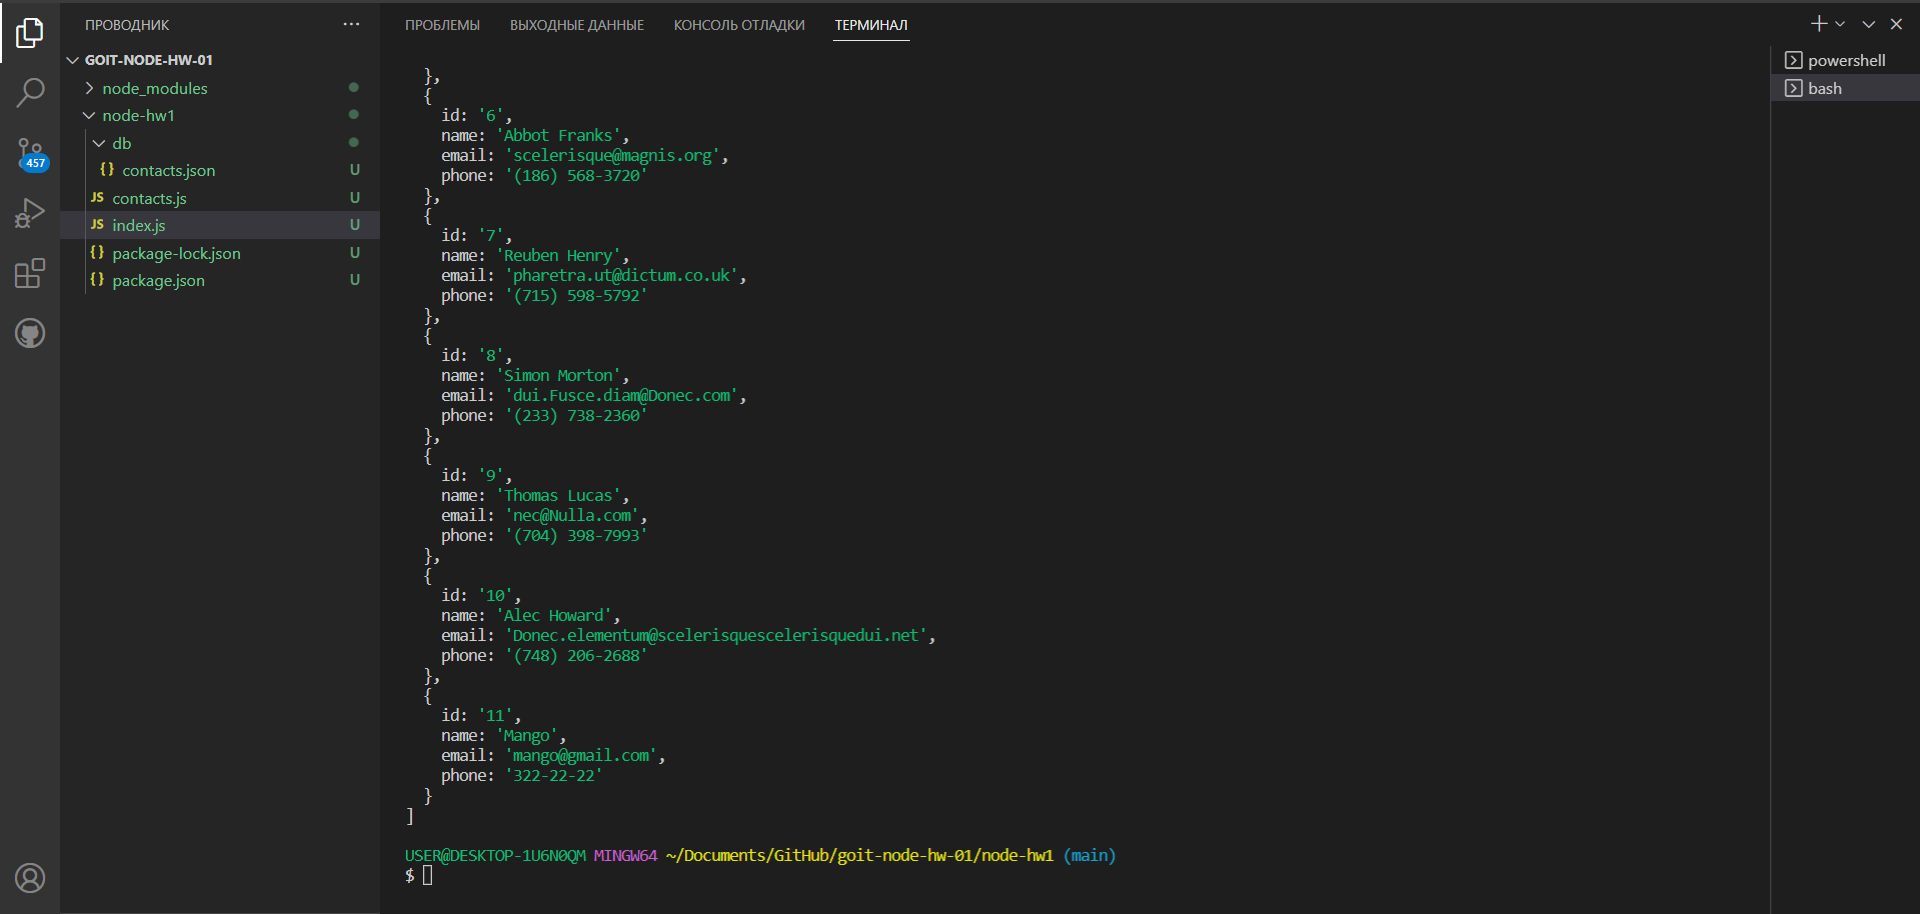 ПРОВОДНИК ...
GOIT-NODE-HW-01
node_modules
node-hw1
db
{} contacts.json U
JS contacts.js U
JS index.js U
{} package-lock.json U
{} package.json U
457
ПРОБЛЕМЫ ВЫХОДНЫЕ ДАННЫЕ КОНСОЛЬ ОТЛАДКИ ТЕРМИНАЛ
},
{
id: '6',
name: 'Abbot Franks',
email: 'scelerisque@magnis.org',
phone: '(186) 568-3720'
},
{
id: '7',
name: 'Reuben Henry',
email: 'pharetra.ut@dictum.co.uk',
phone: '(715) 598-5792'
},
{
id: '8',
name: 'Simon Morton',
email: 'dui.Fusce.diam@Donec.com',
phone: '(233) 738-2360'
},
{
id: '9',
name: 'Thomas Lucas',
email: 'nec@Nulla.com',
phone: '(704) 398-7993'
},
{
id: '10',
name: 'Alec Howard',
email: 'Donec.elementum@scelerisquescelerisquedui.net',
phone: '(748) 206-2688'
},
{
id: '11',
name: 'Mango',
email: 'mango@gmail.com',
phone: '322-22-22'
}
]
USER@DESKTOP-1U6N0QM MINGW64 ~/Documents/GitHub/goit-node-hw-01/node-hw1 (main)
$
powershell
bash